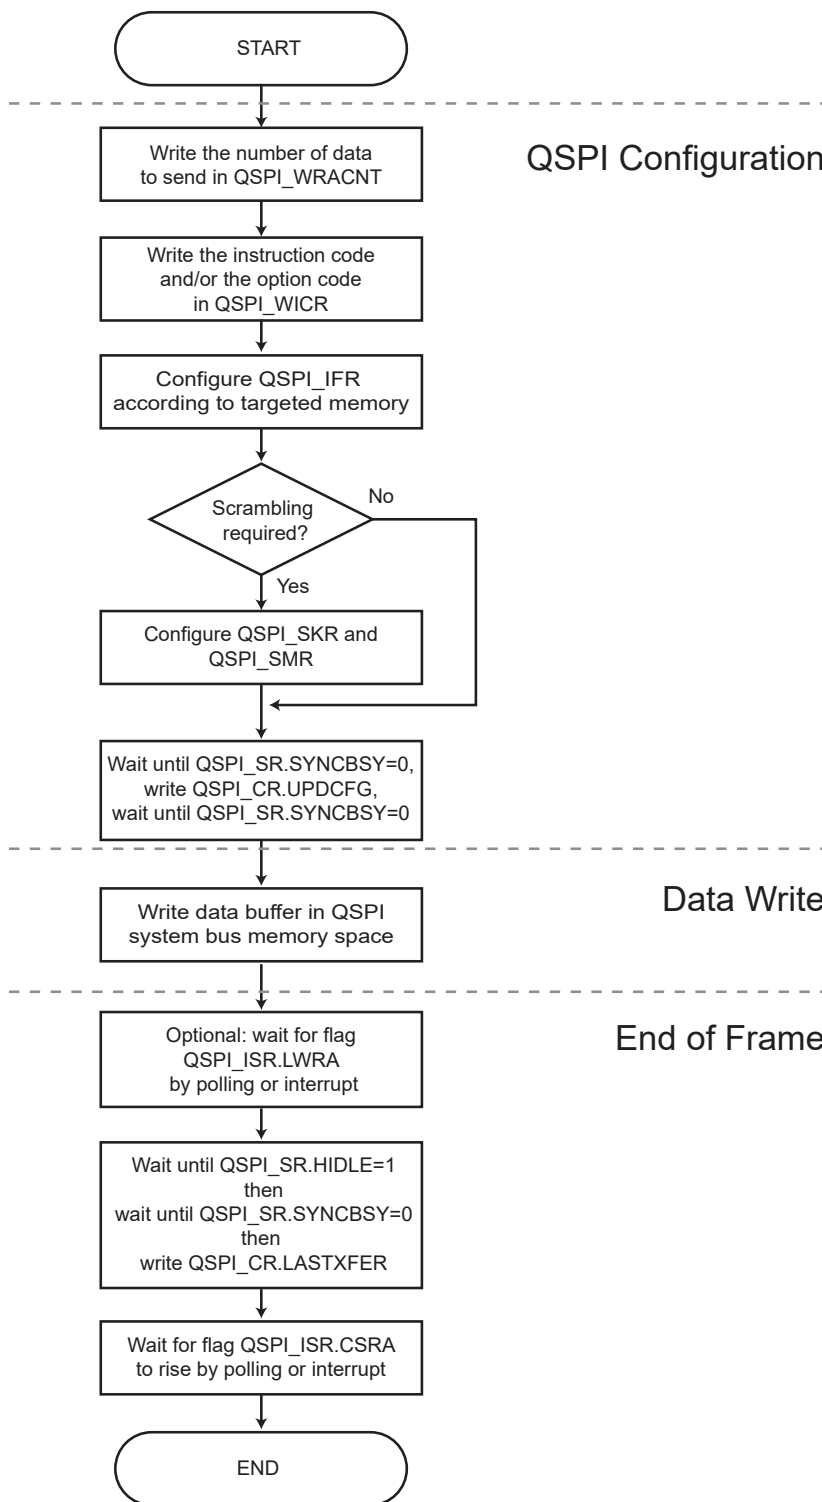 START
QSPI Configuration
Write the number of data
to send in QSPI_WRACNT
Write the instruction code
and/or the option code
in QSPI_WICR
Configure QSPI_IFR
according to targeted memory
Scrambling
required?
No
Yes
Configure QSPI_SKR and
QSPI_SMR
Wait until QSPI_SR.SYNCBSY=0,
write QSPI_CR.UPDCFG,
wait until QSPI_SR.SYNCBSY=0
Data Write
Write data buffer in QSPI
system bus memory space
End of Frame
Optional: wait for flag
QSPI_ISR.LWRA
by polling or interrupt
Wait until QSPI_SR.HIDLE=1
then
wait until QSPI_SR.SYNCBSY=0
then
write QSPI_CR.LASTXFER
Wait for flag QSPI_ISR.CSRA
to rise by polling or interrupt
END